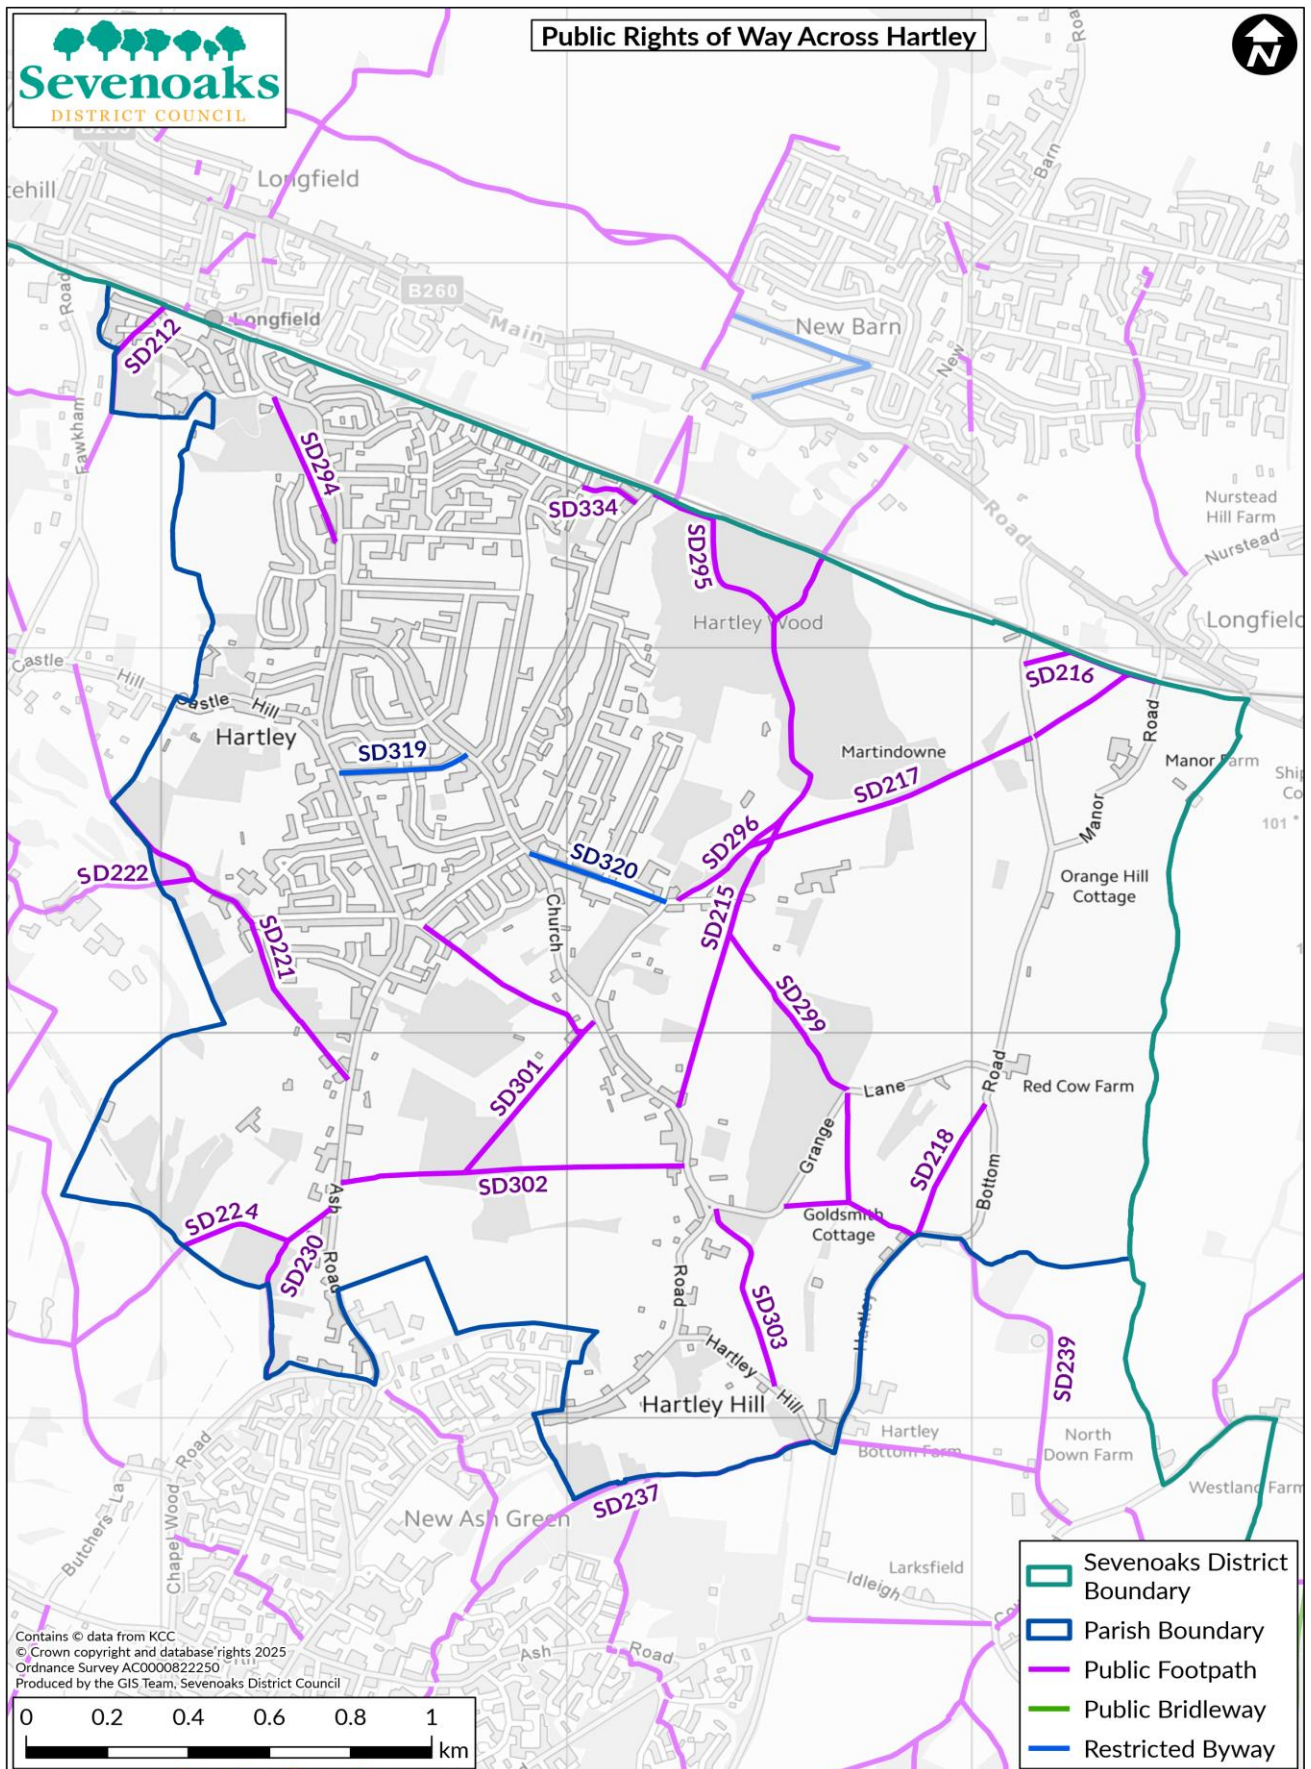 Sevenoaks
DISTRICT COUNCIL
Public Rights of Way Across Hartley
N
Longfield
B260
Main
New Barn
Barn
Road
SD212
Longfield
Fawkham
Road
New
SD294
SD334
SD295
Road
Nurstead
Hill Farm
Nurstead
Hartley Wood
Castle
Hill
Castle
Hill
SD216
Hartley
SD319
Martindowne
Road
Manor Farm
SD217
Manor
101
SD222
SD320
SD296
Orange Hill
Cottage
SD221
Church
SD215
SD299
SD301
Lane
Road
Red Cow Farm
Grange
SD218
SD302
Bottom
Ash
Road
SD224
Goldsmith
Cottage
SD230
Road
SD303
Hartley
SD239
Hartley
Hill
Hartley Hill
Hartley
Bottom Farm
North
Down Farm
Road
Westland Farm
SD237
New Ash Green
Butchers La
Chapel Wood
Larksfield
Idleigh
Ash
Road
Sevenoaks District
Boundary
Parish Boundary
Public Footpath
Public Bridleway
Restricted Byway
Contains © data from KCC
© Crown copyright and database rights 2025
Ordnance Survey AC0000822250
Produced by the GIS Team, Sevenoaks District Council
0 0.2 0.4 0.6 0.8 1
km